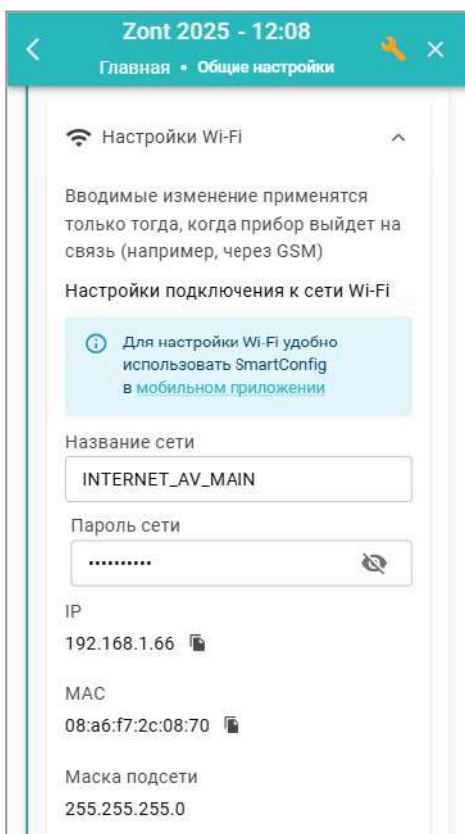 Zont 2025 - 12:08
Главная • Общие настройки
Настройки Wi-Fi
Вводимые изменение применятся
только тогда, когда прибор выйдет на
связь (например, через GSM)
Настройки подключения к сети Wi-Fi
Для настройки Wi-Fi удобно
использовать SmartConfig
в мобильном приложении
Название сети
INTERNET_AV_MAIN
Пароль сети
••••••••••
IP
192.168.1.66
MAC
08:a6:f7:2c:08:70
Маска подсети
255.255.255.0